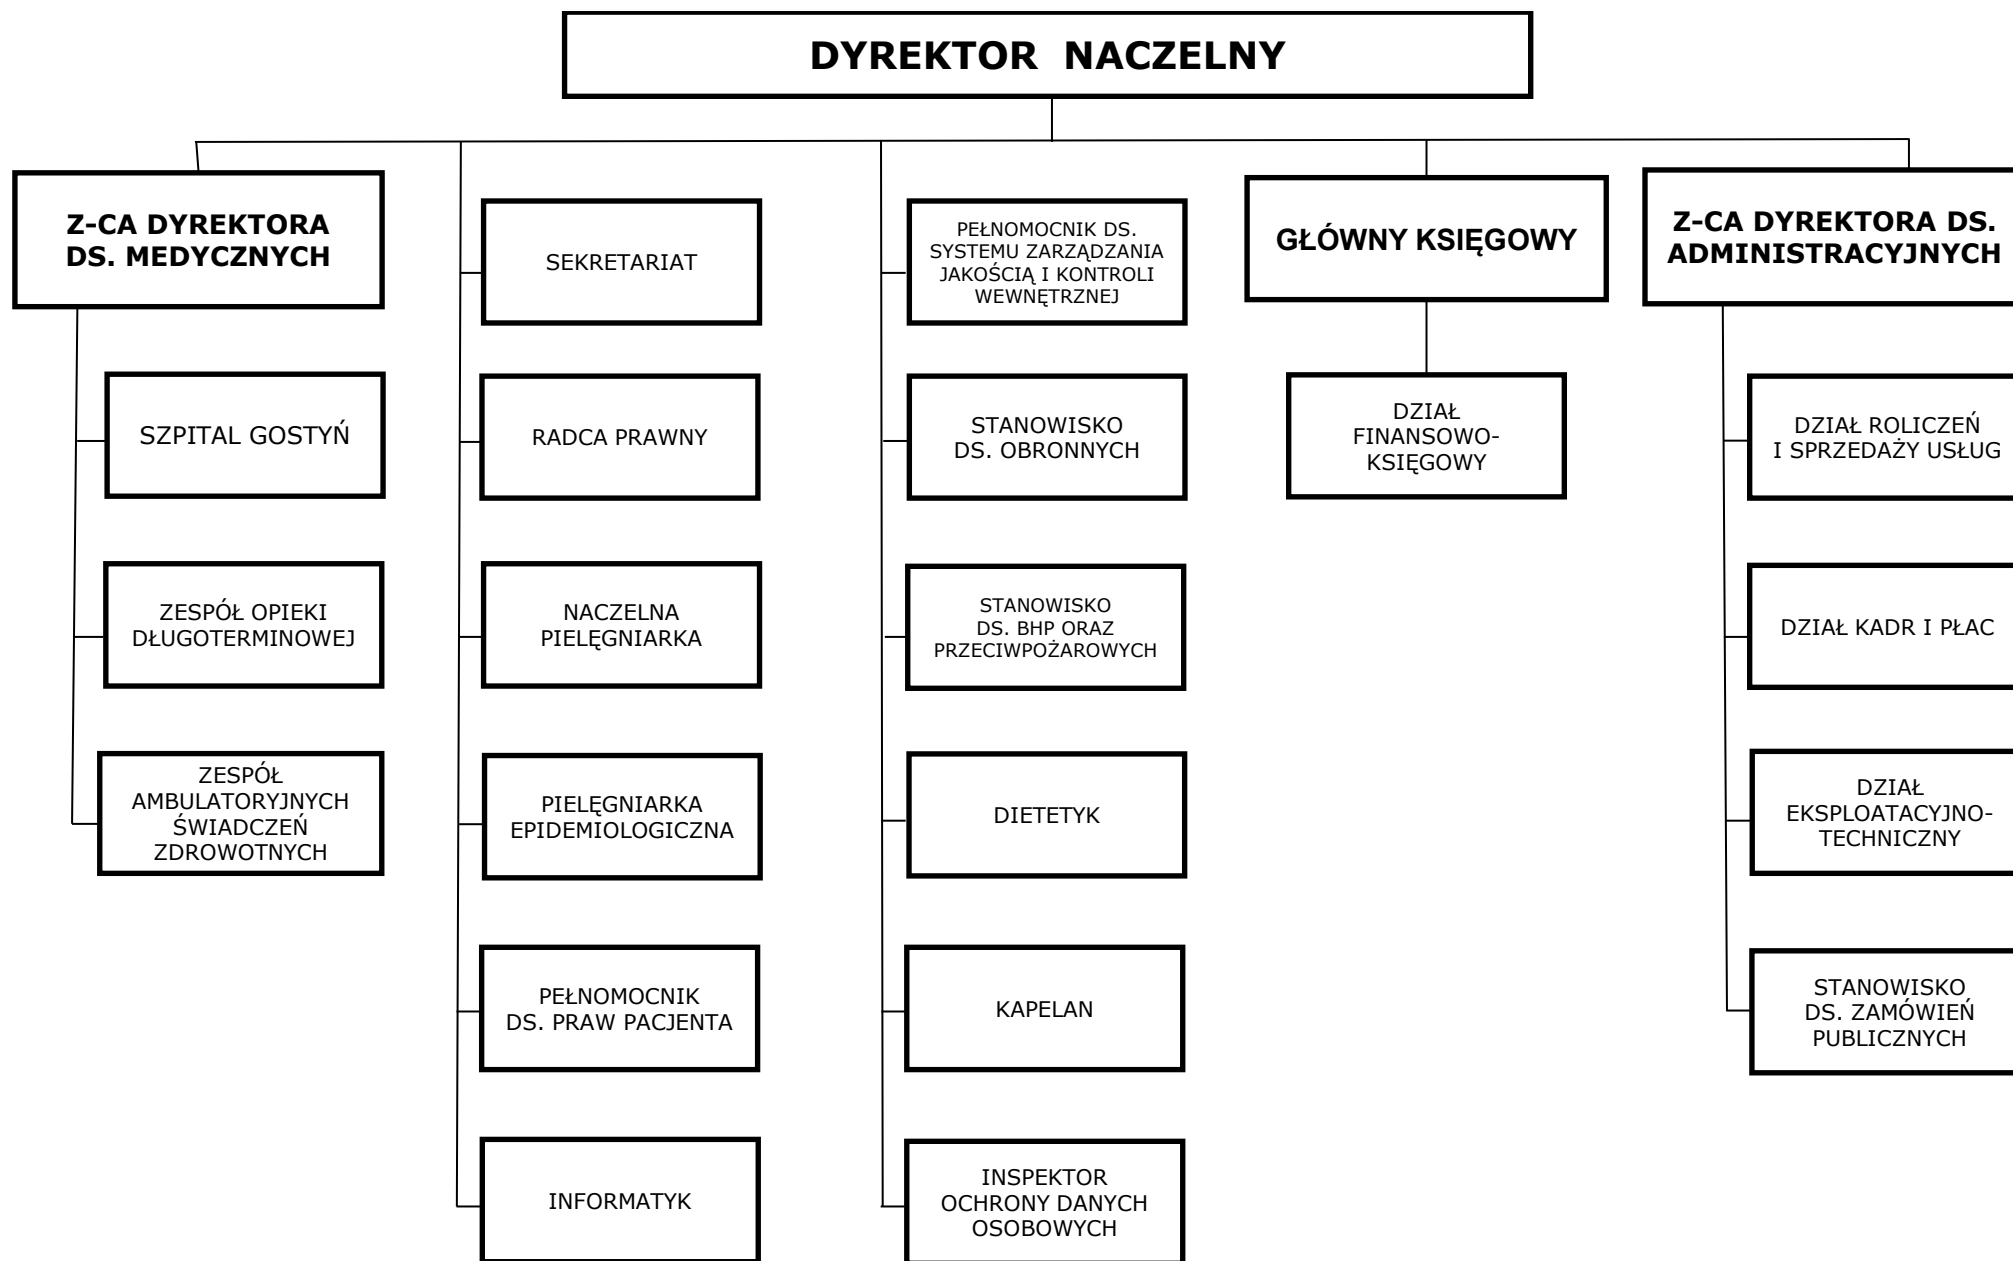 DYREKTOR NACZELNY
Z-CA DYREKTORA
DS. MEDYCZNYCH
SZPITAL GOSTYŃ
ZESPÓŁ OPIEKI
DŁUGOTERMINOWEJ
ZESPÓŁ
AMBULATORYJNYCH
ŚWIADCZEŃ
ZDROWOTNYCH
SEKRETARIAT
RADCA PRAWNY
NACZELNA
PIELĘGNIARKA
PIELĘGNIARKA
EPIDEMIOLOGICZNA
PEŁNOMOCNIK
DS. PRAW PACJENTA
INFORMATYK
PEŁNOMOCNIK DS.
SYSTEMU ZARZĄDZANIA
JAKOŚCIĄ I KONTROLI
WEWNĘTRZNEJ
STANOWISKO
DS. OBRONNYCH
STANOWISKO
DS. BHP ORAZ
PRZECIWPOŻAROWYCH
DIETETYK
KAPELAN
INSPEKTOR
OCHRONY DANYCH
OSOBOWYCH
GŁÓWNY KSIĘGOWY
DZIAŁ
FINANSOWO-
KSIĘGOWY
Z-CA DYREKTORA DS.
ADMINISTRACYJNYCH
DZIAŁ ROLICZEŃ
I SPRZEDAŻY USŁUG
DZIAŁ KADR I PŁAC
DZIAŁ
EKSPLOATACYJNO-
TECHNICZNY
STANOWISKO
DS. ZAMÓWIEŃ
PUBLICZNYCH